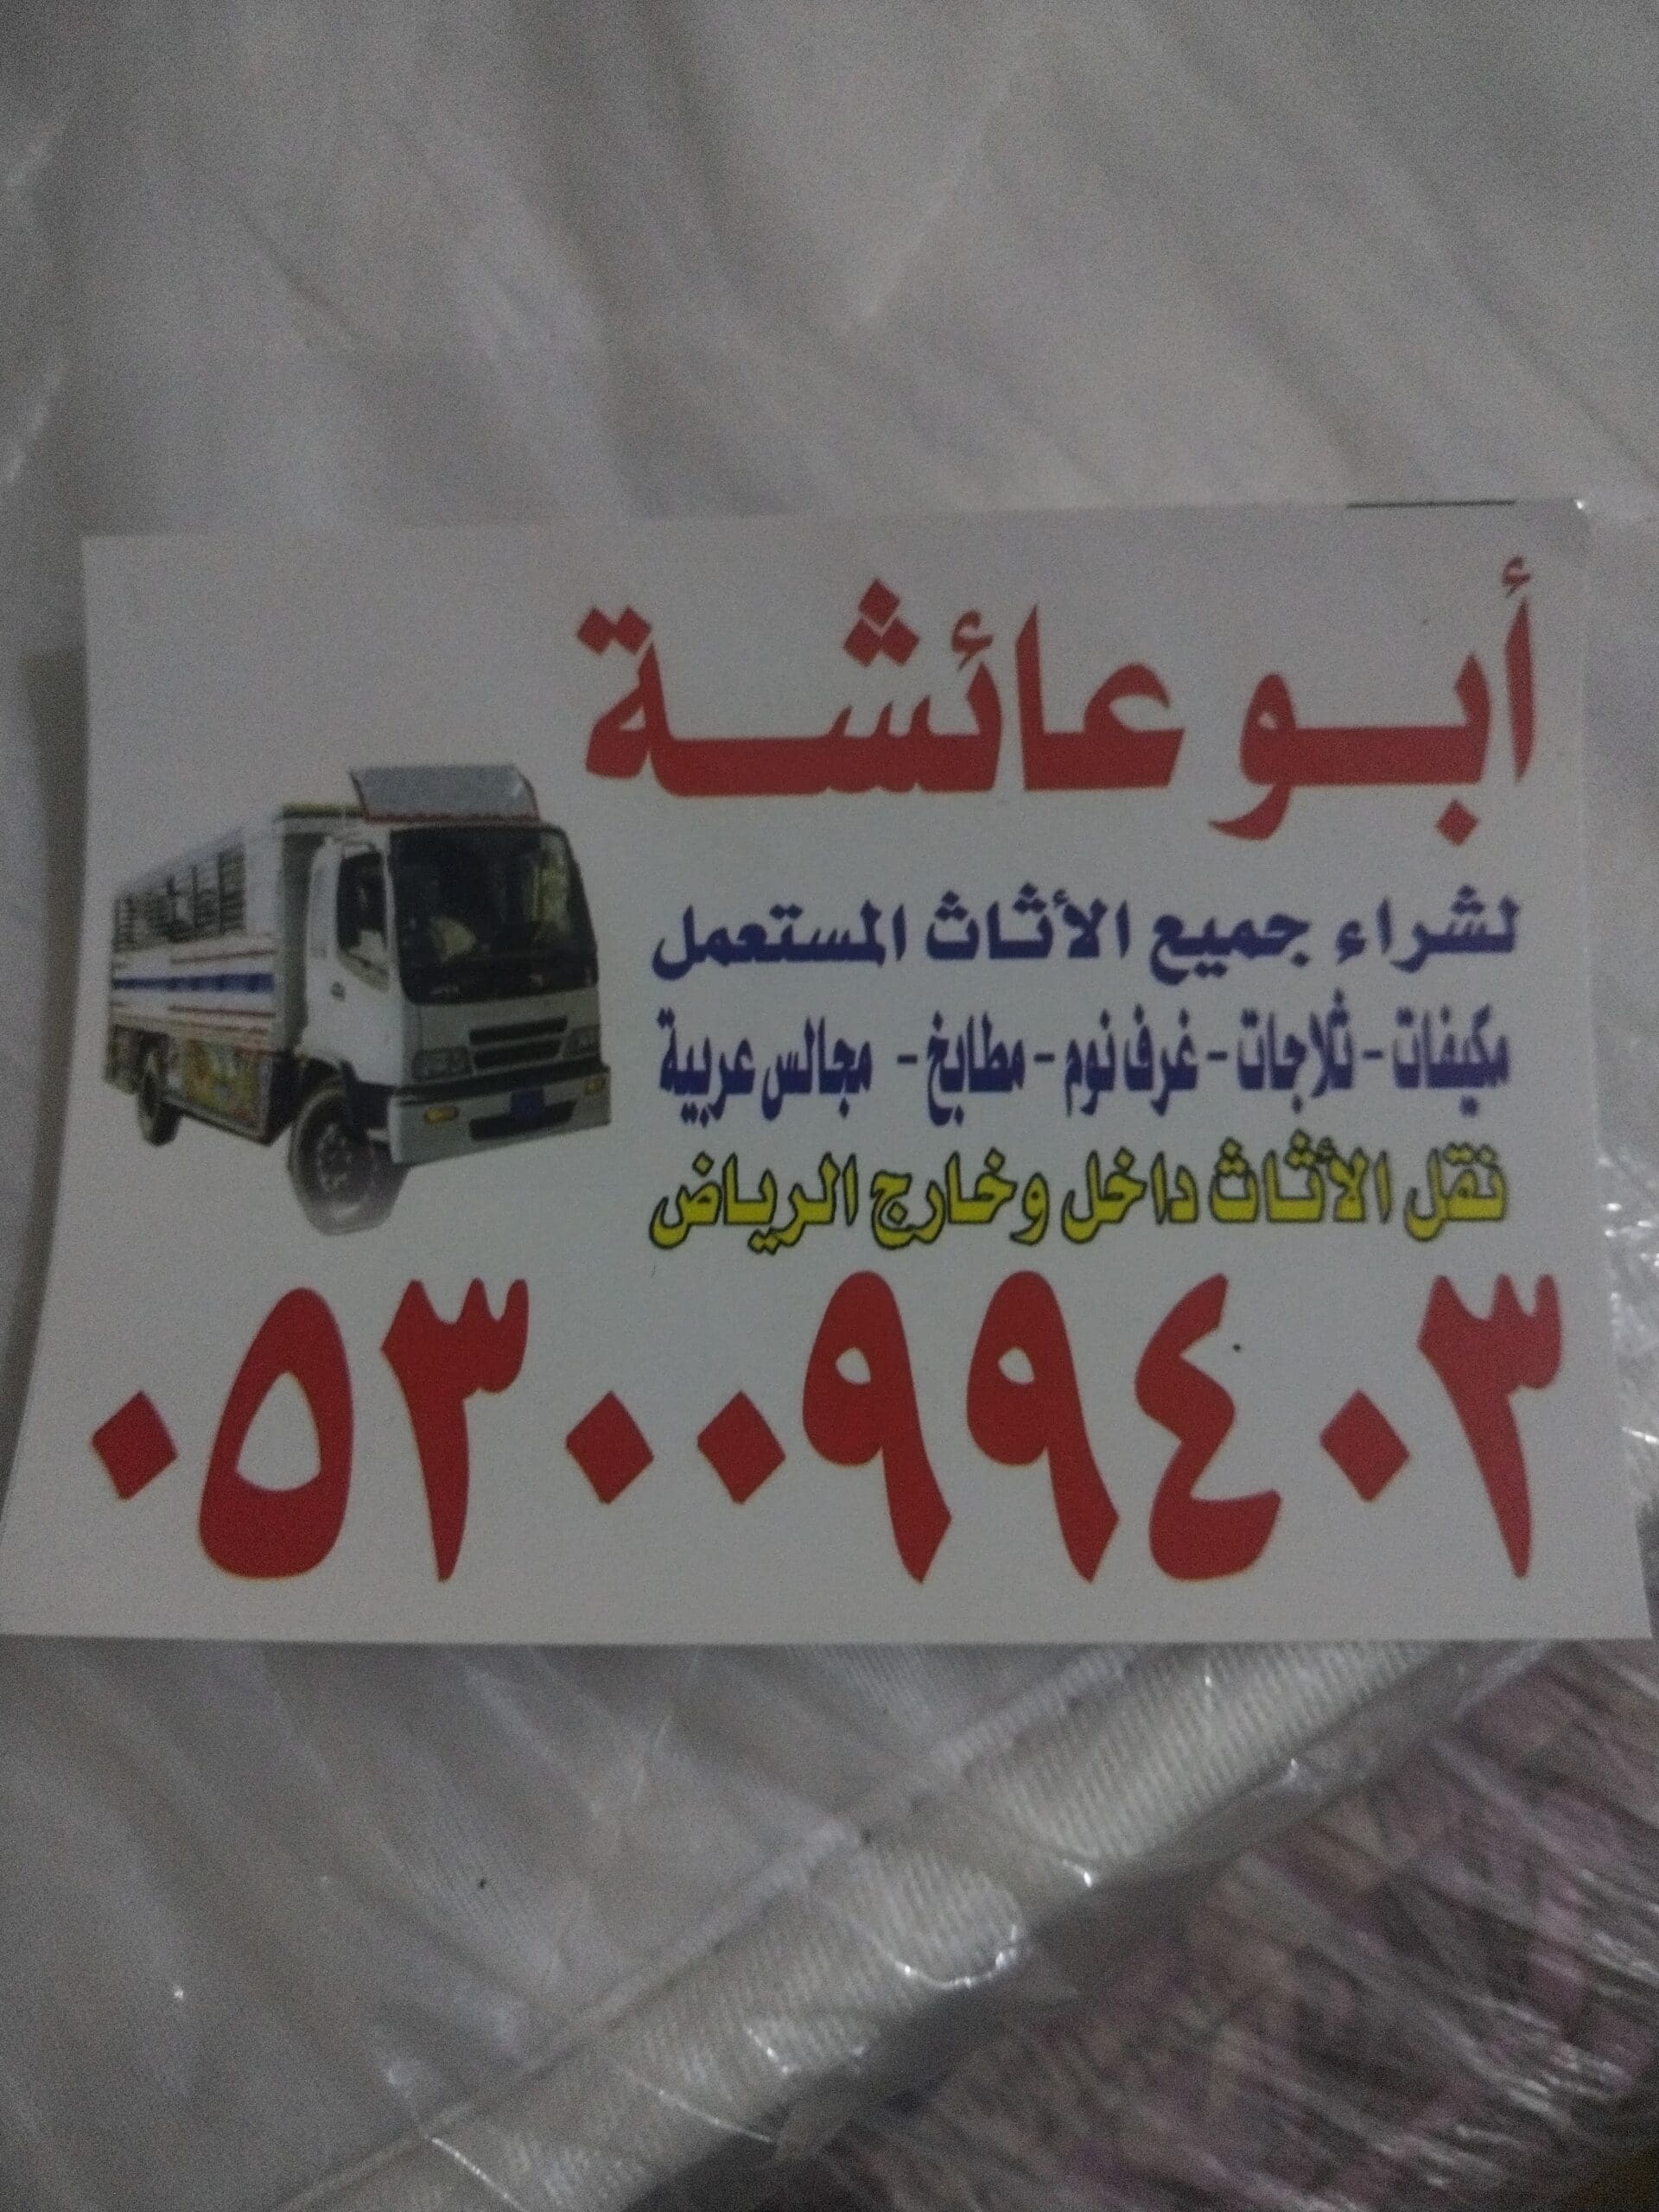 أبو عائشة
لشراء جميع الأثاث المستعمل
مكيفات - ثلاجات - غرف نوم - مطابخ - مجالس عربية
نقل الأثاث داخل وخارج الرياض
٠٥٣٠٠٩٩٤٠٣